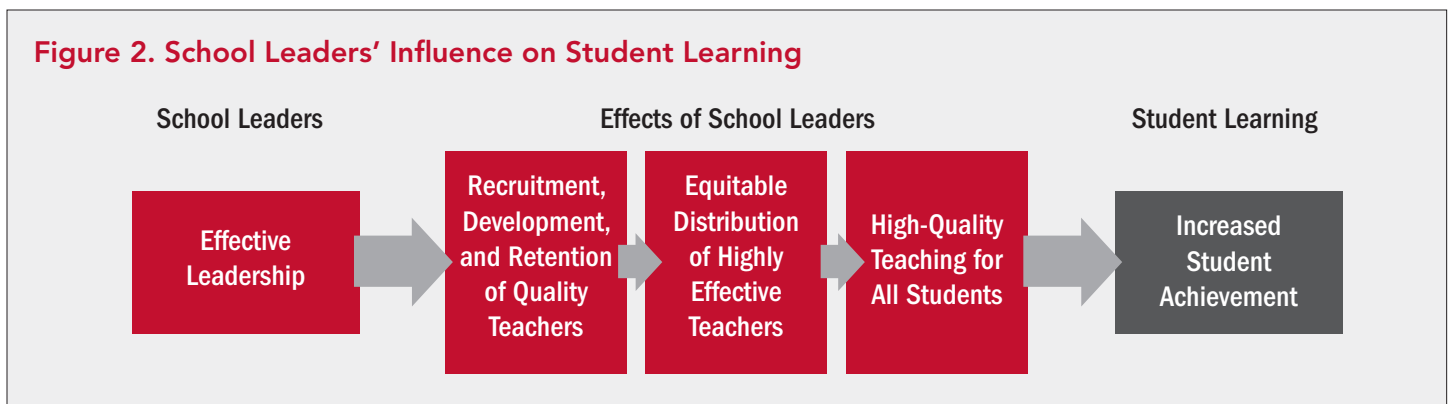 Figure 2. School Leaders’ Influence on Student Learning
School Leaders
Effects of School Leaders
Student Learning
Effective
Leadership
Recruitment,
Development,
and Retention
of Quality
Teachers
Equitable
Distribution
of Highly
Effective
Teachers
High-Quality
Teaching for
All Students
Increased
Student
Achievement